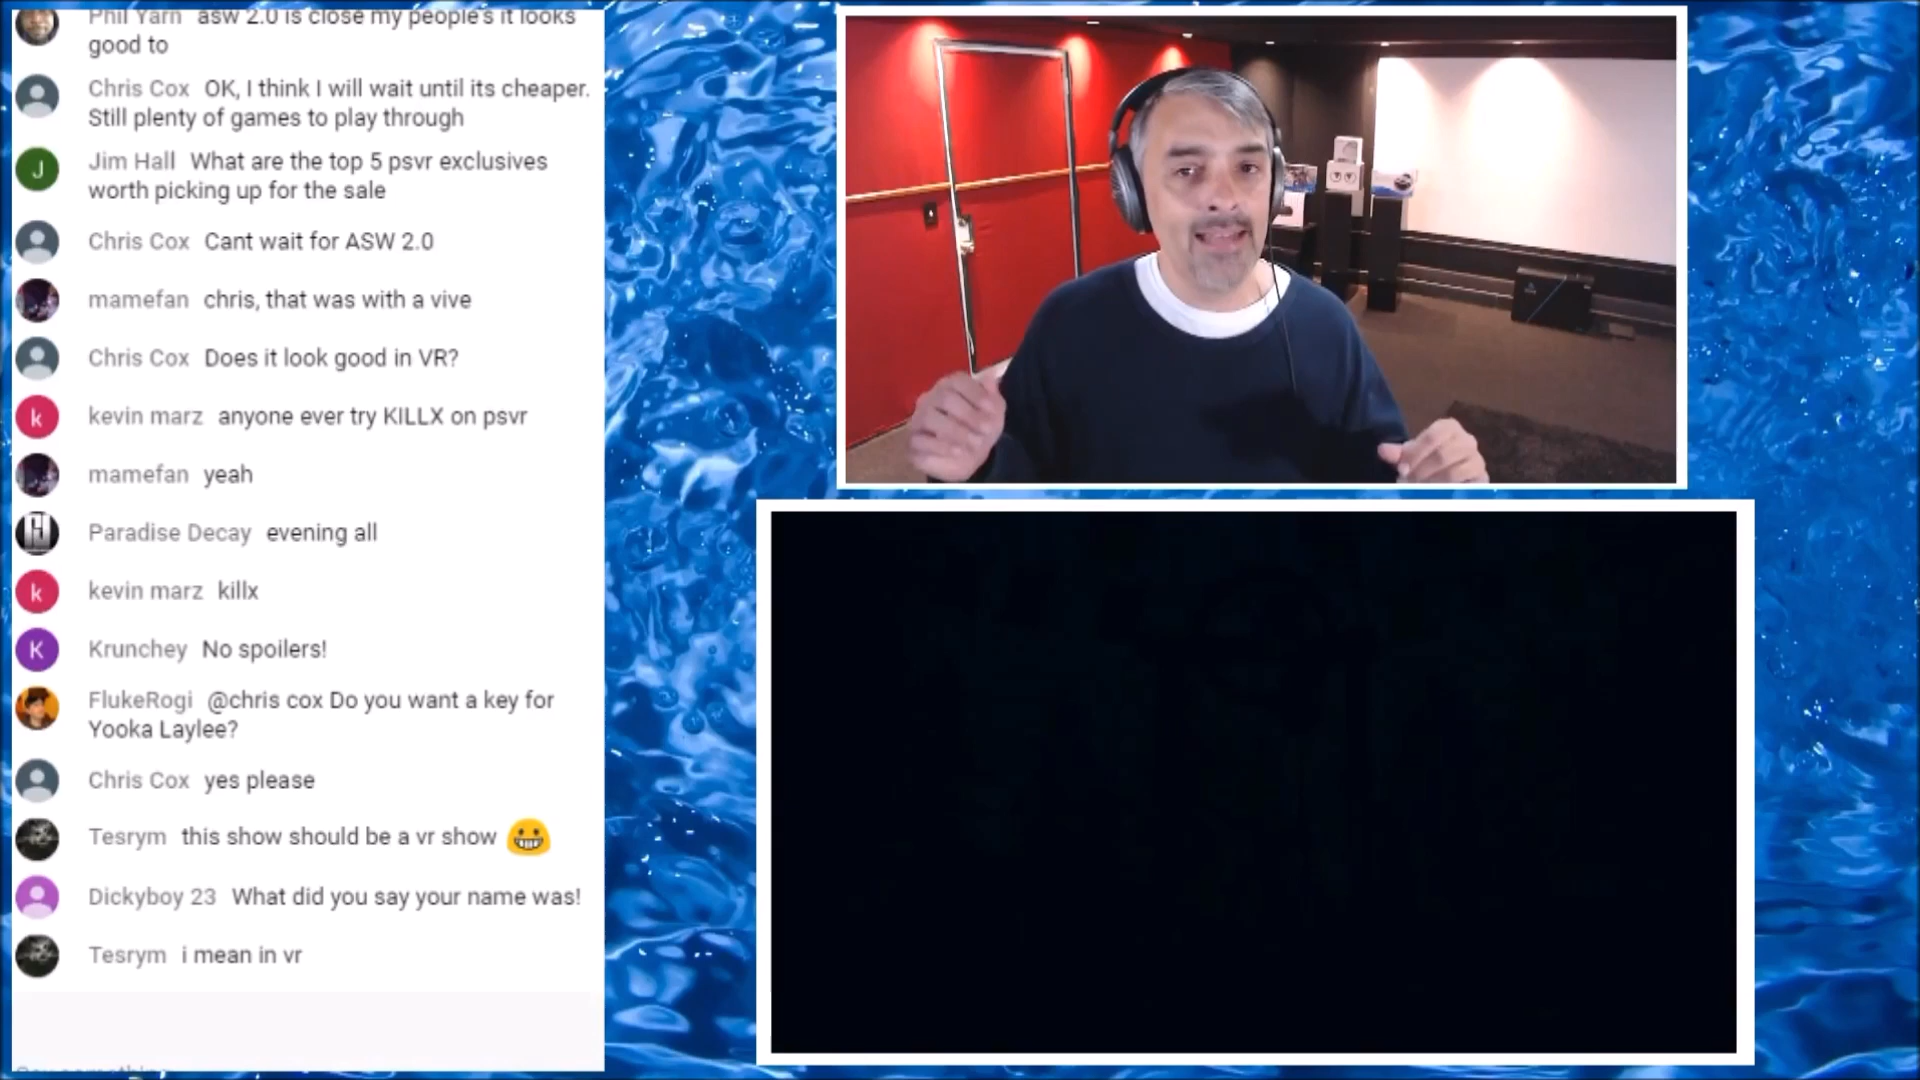 Phil Yarn asw 2.0 is close my people's it looks
good to
Chris Cox OK, I think I will wait until its cheaper.
Still plenty of games to play through
J Jim Hall What are the top 5 psvr exclusives
worth picking up for the sale
Chris Cox Cant wait for ASW 2.0
mamefan chris, that was with a vive
Chris Cox Does it look good in VR?
k kevin marz anyone ever try KILLX on psvr
mamefan yeah
Paradise Decay evening all
k kevin marz killx
K Krunchey No spoilers!
FlukeRogi @chris cox Do you want a key for
Yooka Laylee?
Chris Cox yes please
Tesrym this show should be a vr show 😀
Dickyboy 23 What did you say your name was!
Tesrym i mean in vr